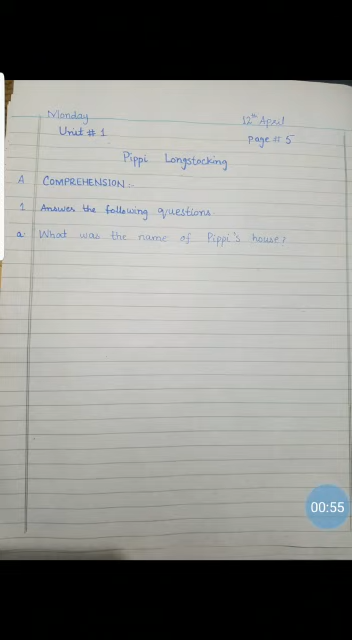 Monday 12th April
Unit # 1 page # 5
Pippi Longstocking
A COMPREHENSION:-
1 Answer the following questions.
a What was the name of Pippi's house?
00:55